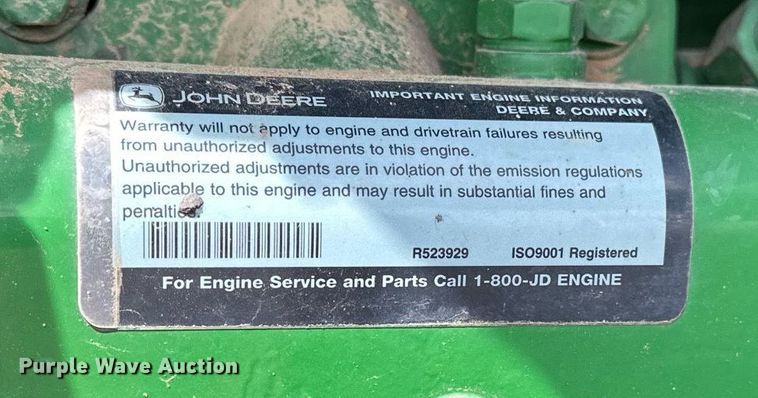 JOHN DEERE
IMPORTANT ENGINE INFORMATION
DEERE & COMPANY
Warranty will not apply to engine and drivetrain failures resulting
from unauthorized adjustments to this engine.
Unauthorized adjustments are in violation of the emission regulations
applicable to this engine and may result in substantial fines and
penalties.
R523929 ISO9001 Registered
For Engine Service and Parts Call 1-800-JD ENGINE
Purple Wave Auction